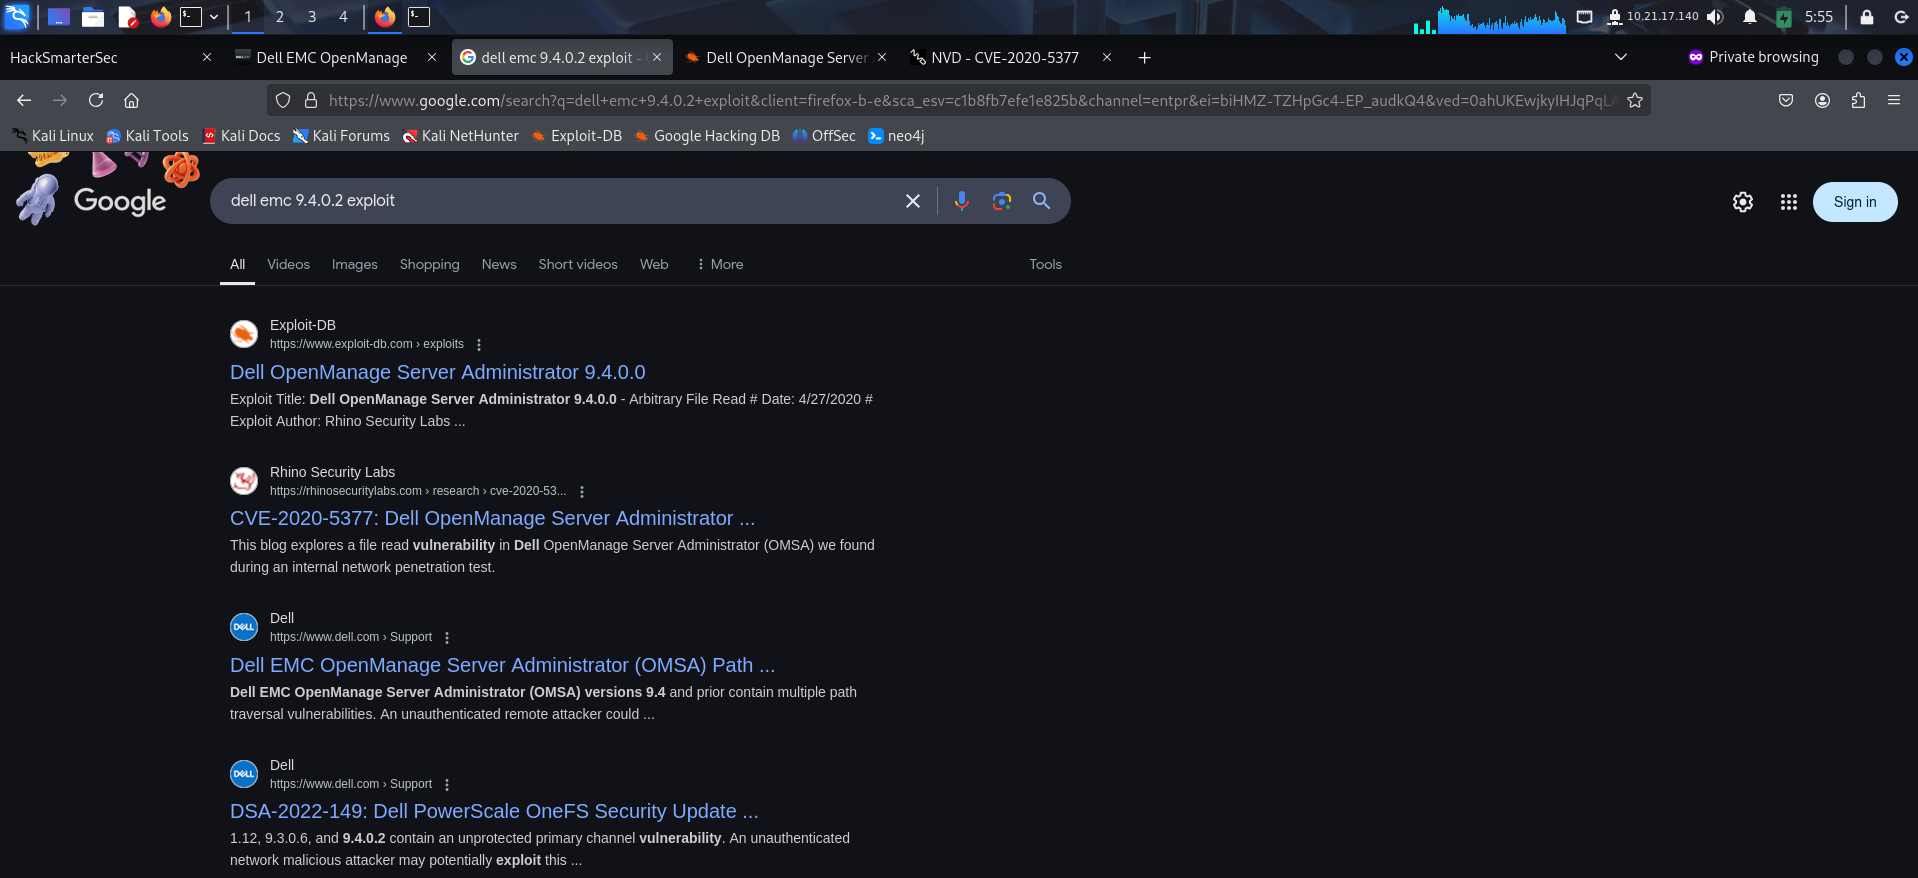 1 2 3 4
10.21.17.140 5:55
HackSmarterSec
Dell EMC OpenManage
dell emc 9.4.0.2 exploit -
Dell OpenManage Server
NVD - CVE-2020-5377
Private browsing
https://www.google.com/search?q=dell+emc+9.4.0.2+exploit&client=firefox-b-e&sca_esv=c1b8fb7efe1e825b&channel=entpr&ei=biHMZ-TZHpGc4-EP_audkQ4&ved=0ahUKEwjkyIHJqPqLA
Kali Linux Kali Tools Kali Docs Kali Forums Kali NetHunter Exploit-DB Google Hacking DB OffSec neo4j
Google
dell emc 9.4.0.2 exploit
Sign in
All Videos Images Shopping News Short videos Web More Tools
Exploit-DB
https://www.exploit-db.com › exploits
Dell OpenManage Server Administrator 9.4.0.0
Exploit Title: Dell OpenManage Server Administrator 9.4.0.0 - Arbitrary File Read # Date: 4/27/2020 #
Exploit Author: Rhino Security Labs ...
Rhino Security Labs
https://rhinosecuritylabs.com › research › cve-2020-53...
CVE-2020-5377: Dell OpenManage Server Administrator ...
This blog explores a file read vulnerability in Dell OpenManage Server Administrator (OMSA) we found
during an internal network penetration test.
DELL
Dell
https://www.dell.com › Support
Dell EMC OpenManage Server Administrator (OMSA) Path ...
Dell EMC OpenManage Server Administrator (OMSA) versions 9.4 and prior contain multiple path
traversal vulnerabilities. An unauthenticated remote attacker could ...
DELL
Dell
https://www.dell.com › Support
DSA-2022-149: Dell PowerScale OneFS Security Update ...
1.12, 9.3.0.6, and 9.4.0.2 contain an unprotected primary channel vulnerability. An unauthenticated
network malicious attacker may potentially exploit this ...